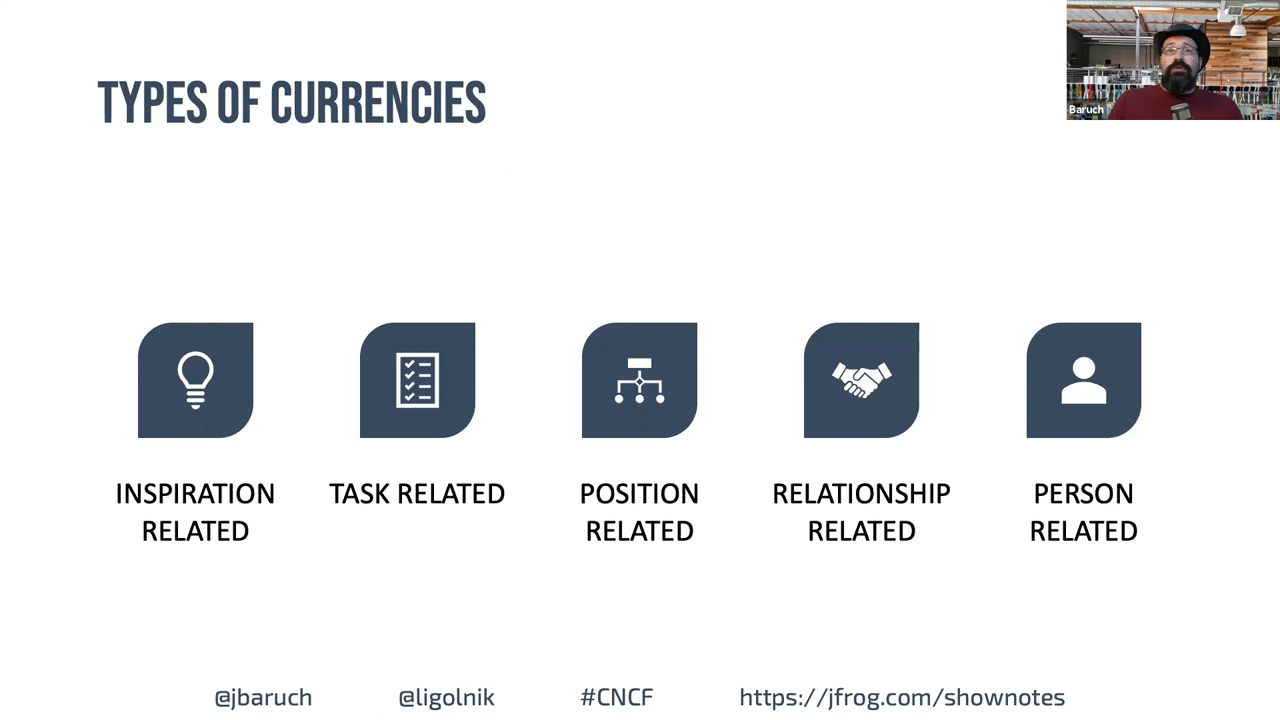 TYPES OF CURRENCIES
Baruch
INSPIRATION
RELATED
TASK RELATED
POSITION
RELATED
RELATIONSHIP
RELATED
PERSON
RELATED
@jbaruch
@ligolnik
#CNCF
https://jfrog.com/shownotes